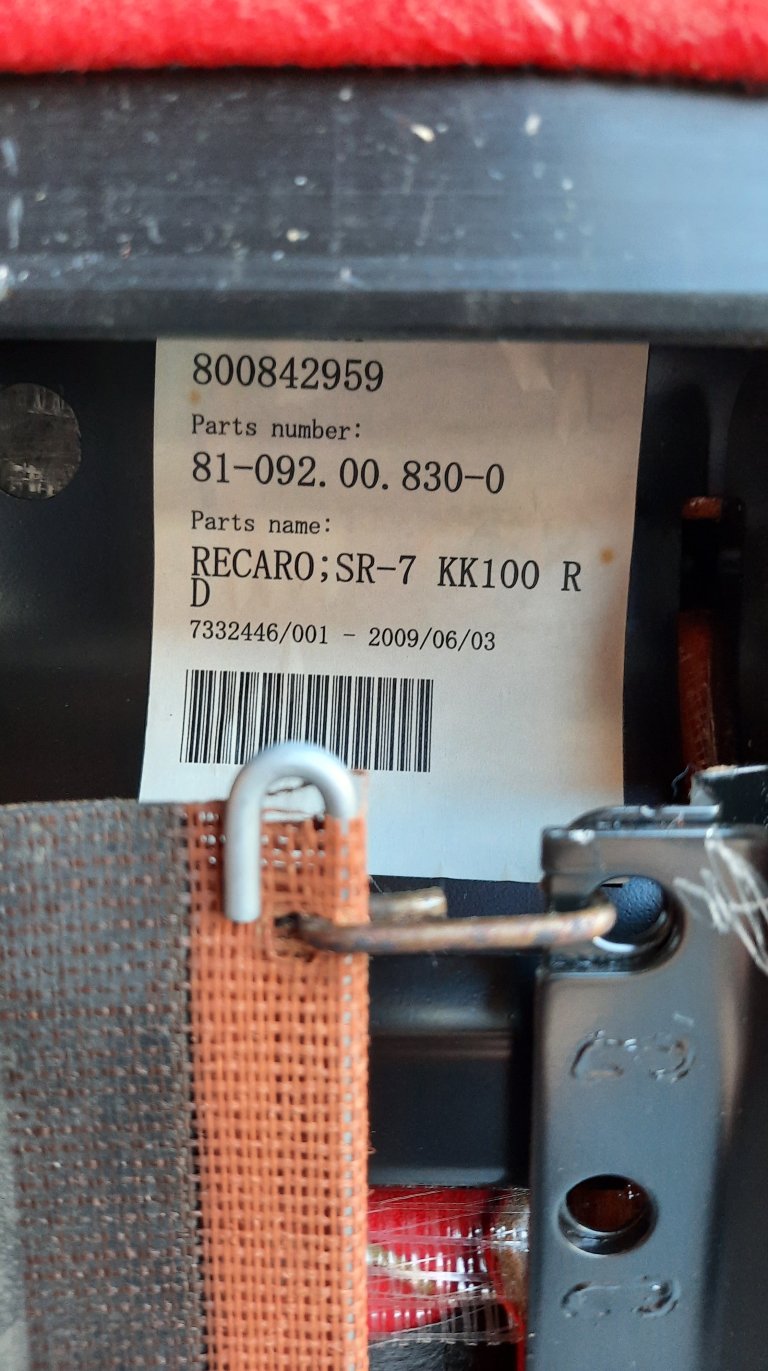 800842959
Parts number:
81-092.00.830-0
Parts name:
RECARO;SR-7 KK100 R
D
7332446/001 - 2009/06/03